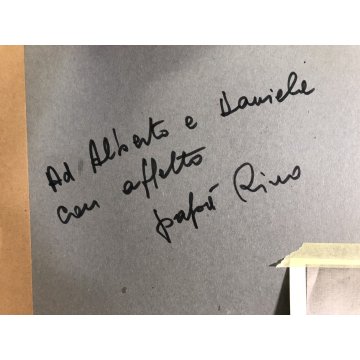 Ad Alberto e Daniele
con affetto
papà Rino